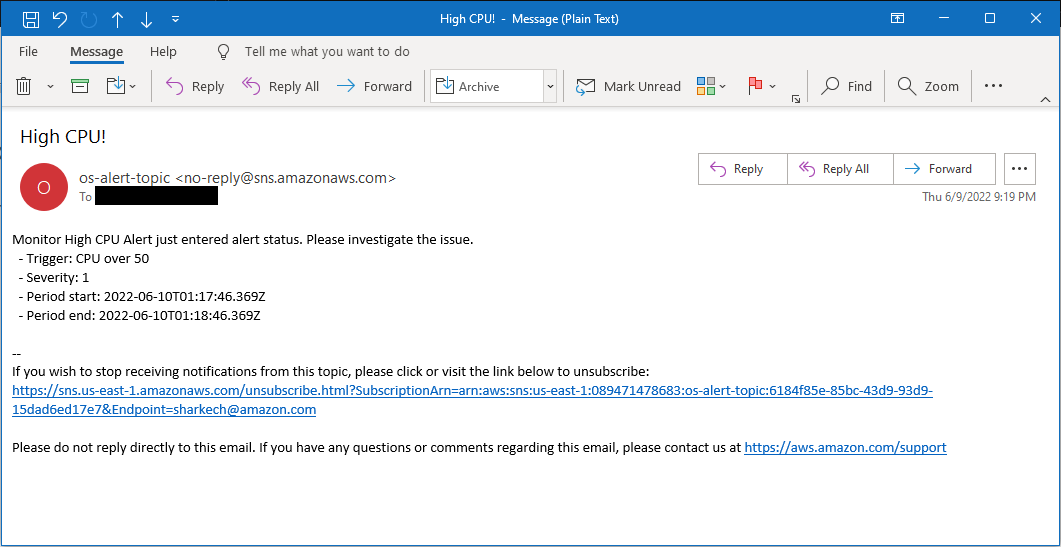 High CPU! - Message (Plain Text)
File Message Help Tell me what you want to do
Reply Reply All Forward Archive Mark Unread Find Zoom
High CPU!
O
os-alert-topic <no-reply@sns.amazonaws.com>
To
Reply Reply All Forward
Thu 6/9/2022 9:19 PM
Monitor High CPU Alert just entered alert status. Please investigate the issue.
- Trigger: CPU over 50
- Severity: 1
- Period start: 2022-06-10T01:17:46.369Z
- Period end: 2022-06-10T01:18:46.369Z
--
If you wish to stop receiving notifications from this topic, please click or visit the link below to unsubscribe:
https://sns.us-east-1.amazonaws.com/unsubscribe.html?SubscriptionArn=arn:aws:sns:us-east-1:089471478683:os-alert-topic:6184f85e-85bc-43d9-93d9-
15dad6ed17e7&Endpoint=sharkech@amazon.com
Please do not reply directly to this email. If you have any questions or comments regarding this email, please contact us at https://aws.amazon.com/support